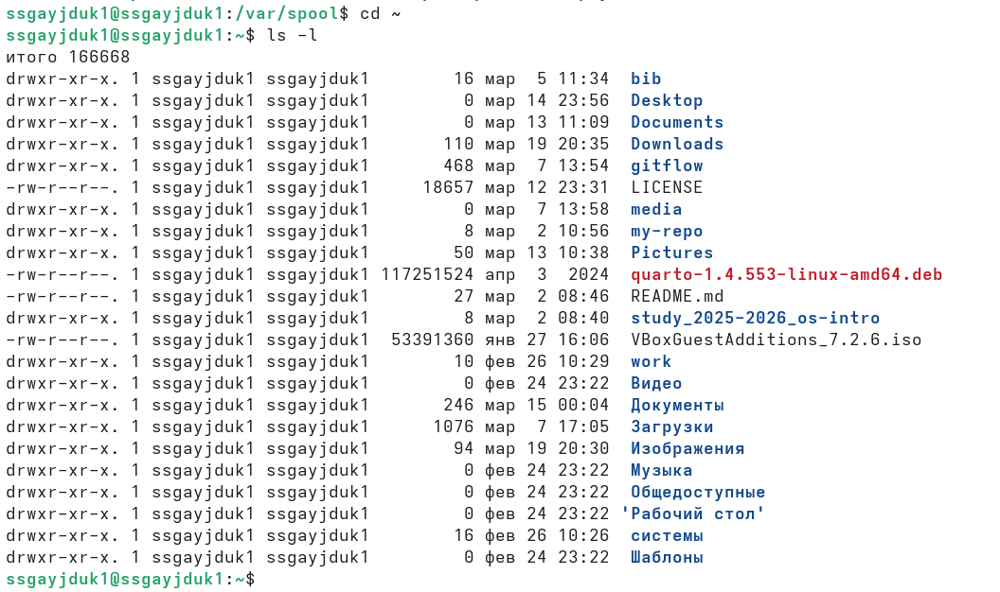 ssgayjduk1@ssgayjduk1:/var/spool$ cd ~
ssgayjduk1@ssgayjduk1:~$ ls -l
итого 166668
drwxr-xr-x. 1 ssgayjduk1 ssgayjduk1        16 мар  5 11:34  bib
drwxr-xr-x. 1 ssgayjduk1 ssgayjduk1         0 мар 14 23:56  Desktop
drwxr-xr-x. 1 ssgayjduk1 ssgayjduk1         0 мар 13 11:09  Documents
drwxr-xr-x. 1 ssgayjduk1 ssgayjduk1       110 мар 19 20:35  Downloads
drwxr-xr-x. 1 ssgayjduk1 ssgayjduk1       468 мар  7 13:54  gitflow
-rw-r--r--. 1 ssgayjduk1 ssgayjduk1     18657 мар 12 23:31  LICENSE
drwxr-xr-x. 1 ssgayjduk1 ssgayjduk1         0 мар  7 13:58  media
drwxr-xr-x. 1 ssgayjduk1 ssgayjduk1         8 мар  2 10:56  my-repo
drwxr-xr-x. 1 ssgayjduk1 ssgayjduk1        50 мар 13 10:38  Pictures
-rw-r--r--. 1 ssgayjduk1 ssgayjduk1 117251524 апр  3  2024  quarto-1.4.553-linux-amd64.deb
-rw-r--r--. 1 ssgayjduk1 ssgayjduk1        27 мар  2 08:46  README.md
drwxr-xr-x. 1 ssgayjduk1 ssgayjduk1         8 мар  2 08:40  study_2025-2026_os-intro
-rw-r--r--. 1 ssgayjduk1 ssgayjduk1  53391360 янв 27 16:06  VBoxGuestAdditions_7.2.6.iso
drwxr-xr-x. 1 ssgayjduk1 ssgayjduk1        10 фев 26 10:29  work
drwxr-xr-x. 1 ssgayjduk1 ssgayjduk1         0 фев 24 23:22  Видео
drwxr-xr-x. 1 ssgayjduk1 ssgayjduk1       246 мар 15 00:04  Документы
drwxr-xr-x. 1 ssgayjduk1 ssgayjduk1      1076 мар  7 17:05  Загрузки
drwxr-xr-x. 1 ssgayjduk1 ssgayjduk1        94 мар 19 20:30  Изображения
drwxr-xr-x. 1 ssgayjduk1 ssgayjduk1         0 фев 24 23:22  Музыка
drwxr-xr-x. 1 ssgayjduk1 ssgayjduk1         0 фев 24 23:22  Общедоступные
drwxr-xr-x. 1 ssgayjduk1 ssgayjduk1         0 фев 24 23:22 'Рабочий стол'
drwxr-xr-x. 1 ssgayjduk1 ssgayjduk1        16 фев 26 10:26  системы
drwxr-xr-x. 1 ssgayjduk1 ssgayjduk1         0 фев 24 23:22  Шаблоны
ssgayjduk1@ssgayjduk1:~$